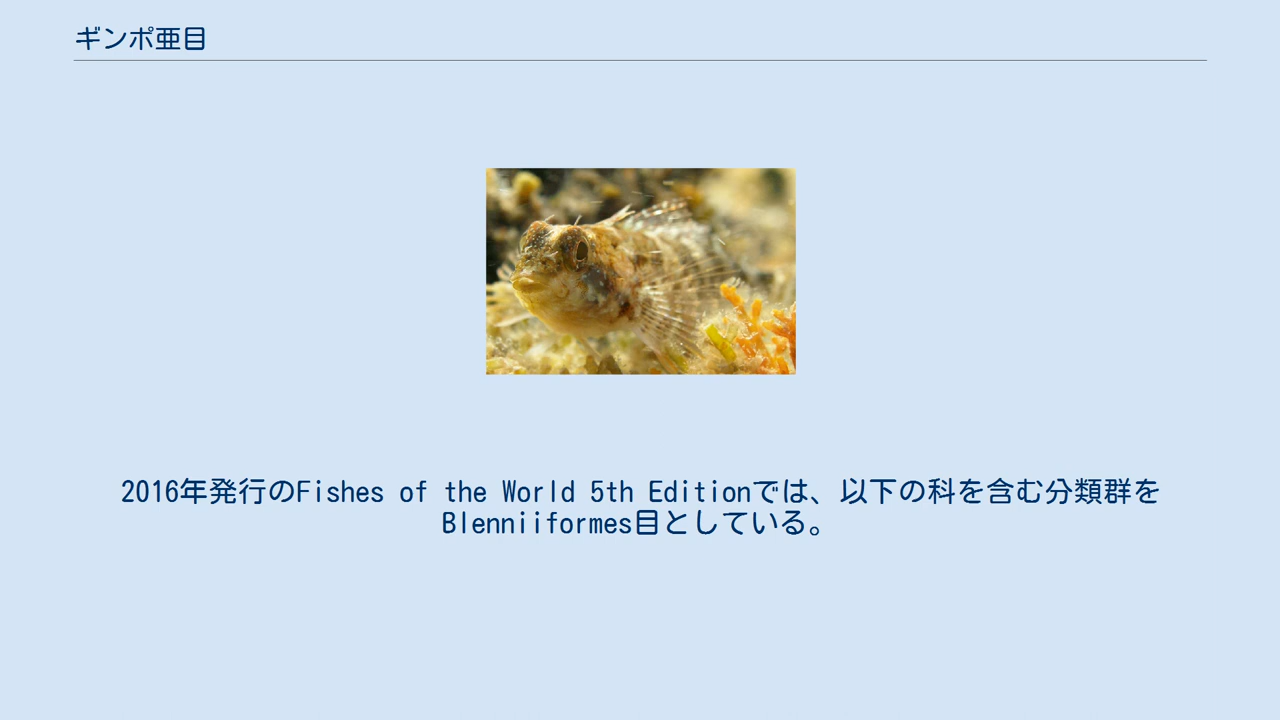 ギンポ亜目
2016年発行のFishes of the World 5th Editionでは、以下の科を含む分類群を
Blenniiformes目としている。